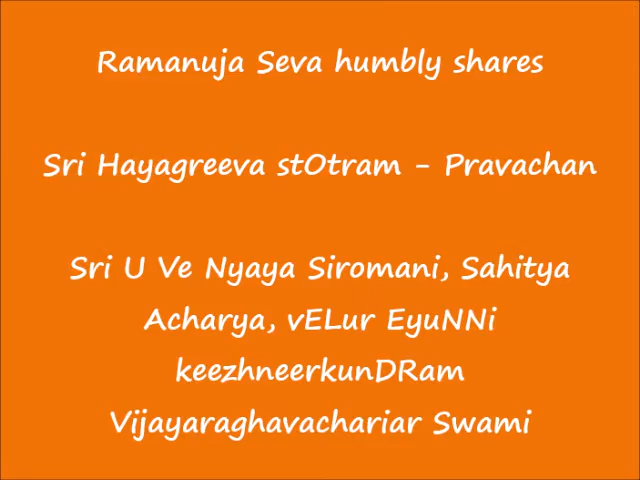 Ramanuja Seva humbly shares
Sri Hayagreeva stOtram - Pravachan
Sri U Ve Nyaya Siromani, Sahitya
Acharya, vELur EyuNNi
keezhneerkunDRam
Vijayaraghavachariar Swami